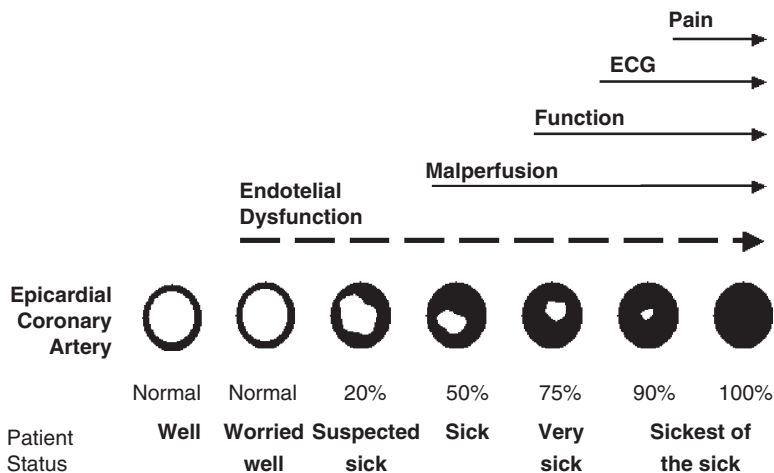 Pain
ECG
Function
Malperfusion
Endotelial
Dysfunction
Epicardial
Coronary
Artery
Normal Normal 20% 50% 75% 90% 100%
Patient Well Worried Suspected Sick Very Sickest of
Status well sick sick the sick